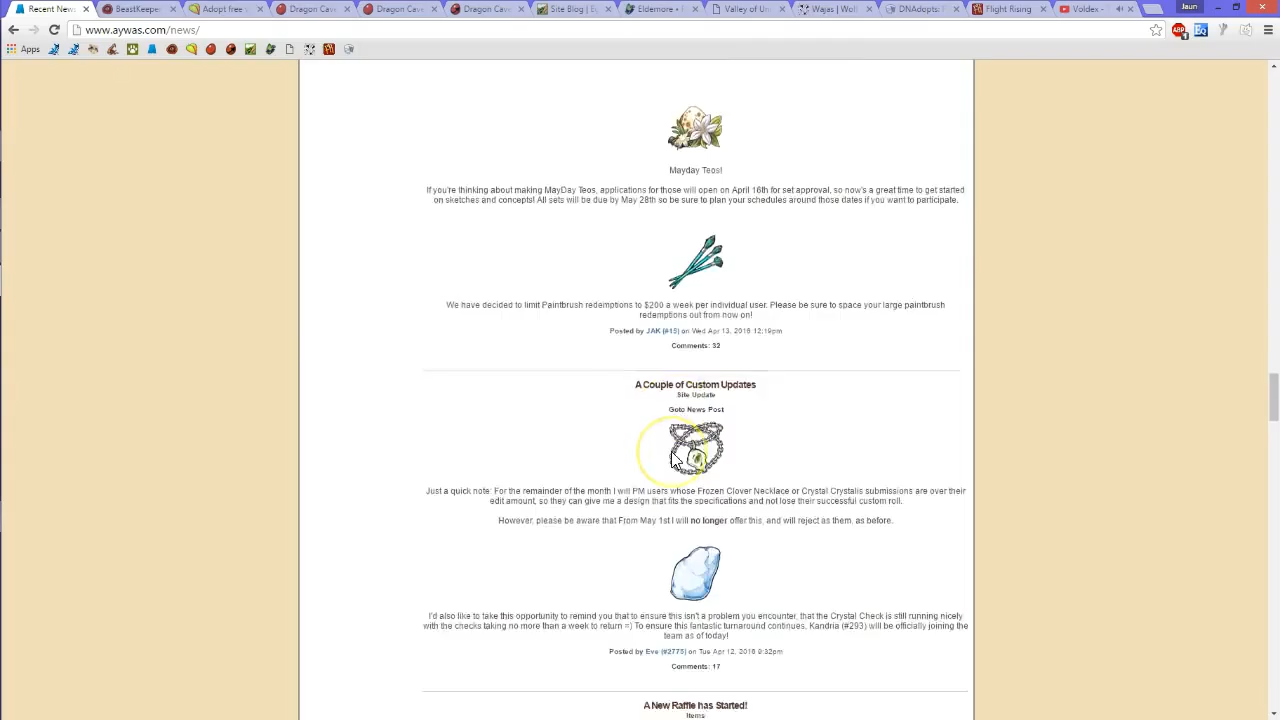 Recent News
BeastKeeper
Adopt free
Dragon Cave
Dragon Cav
Dragon Cave
Site Blog | E
Eldemore •
Valley of Un
Wajas | Wol
DNAdopts:
Flight Rising
Voldex -
Jaun
www.aywas.com/news/
ABP
Apps
Mayday Teos!
If you're thinking about making MayDay Teos, applications for those will open on April 16th for set approval, so now's a great time to get started
on sketches and concepts! All sets will be due by May 28th so be sure to plan your schedules around those dates if you want to participate.
We have decided to limit Paintbrush redemptions to $200 a week per individual user. Please be sure to space your large paintbrush
redemptions out from now on!
Posted by JAK (#15) on Wed Apr 13, 2016 12:19pm
Comments: 32
A Couple of Custom Updates
Site Update
Goto News Post
Just a quick note: For the remainder of the month I will PM users whose Frozen Clover Necklace or Crystal Crystalis submissions are over their
edit amount, so they can give me a design that fits the specifications and not lose their successful custom roll.
However, please be aware that From May 1st I will no longer offer this, and will reject as them, as before.
I'd also like to take this opportunity to remind you that to ensure this isn't a problem you encounter, that the Crystal Check is still running nicely
with the checks taking no more than a week to return =) To ensure this fantastic turnaround continues, Kandria (#293) will be officially joining the
team as of today!
Posted by Eve (#2775) on Tue Apr 12, 2016 9:32pm
Comments: 17
A New Raffle has Started!
Items